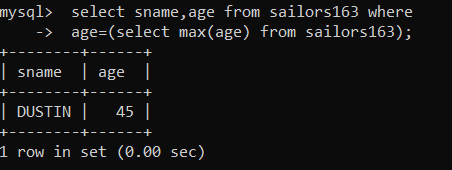 mysql>  select sname,age from sailors163 where
    ->  age=(select max(age) from sailors163);
+--------+------+
| sname  | age  |
+--------+------+
| DUSTIN |   45 |
+--------+------+
1 row in set (0.00 sec)